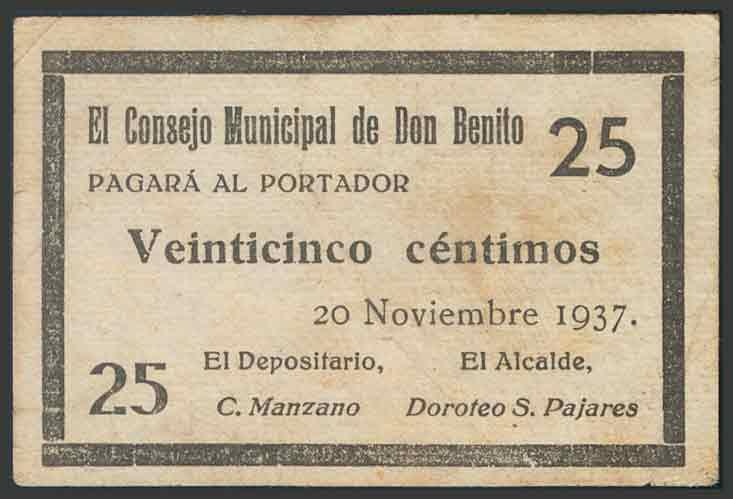 El Consejo Municipal de Don Benito
25
PAGARÁ AL PORTADOR
Veinticinco céntimos
20 Noviembre 1937.
El Depositario, El Alcalde,
25
C. Manzano Doroteo S. Pajares